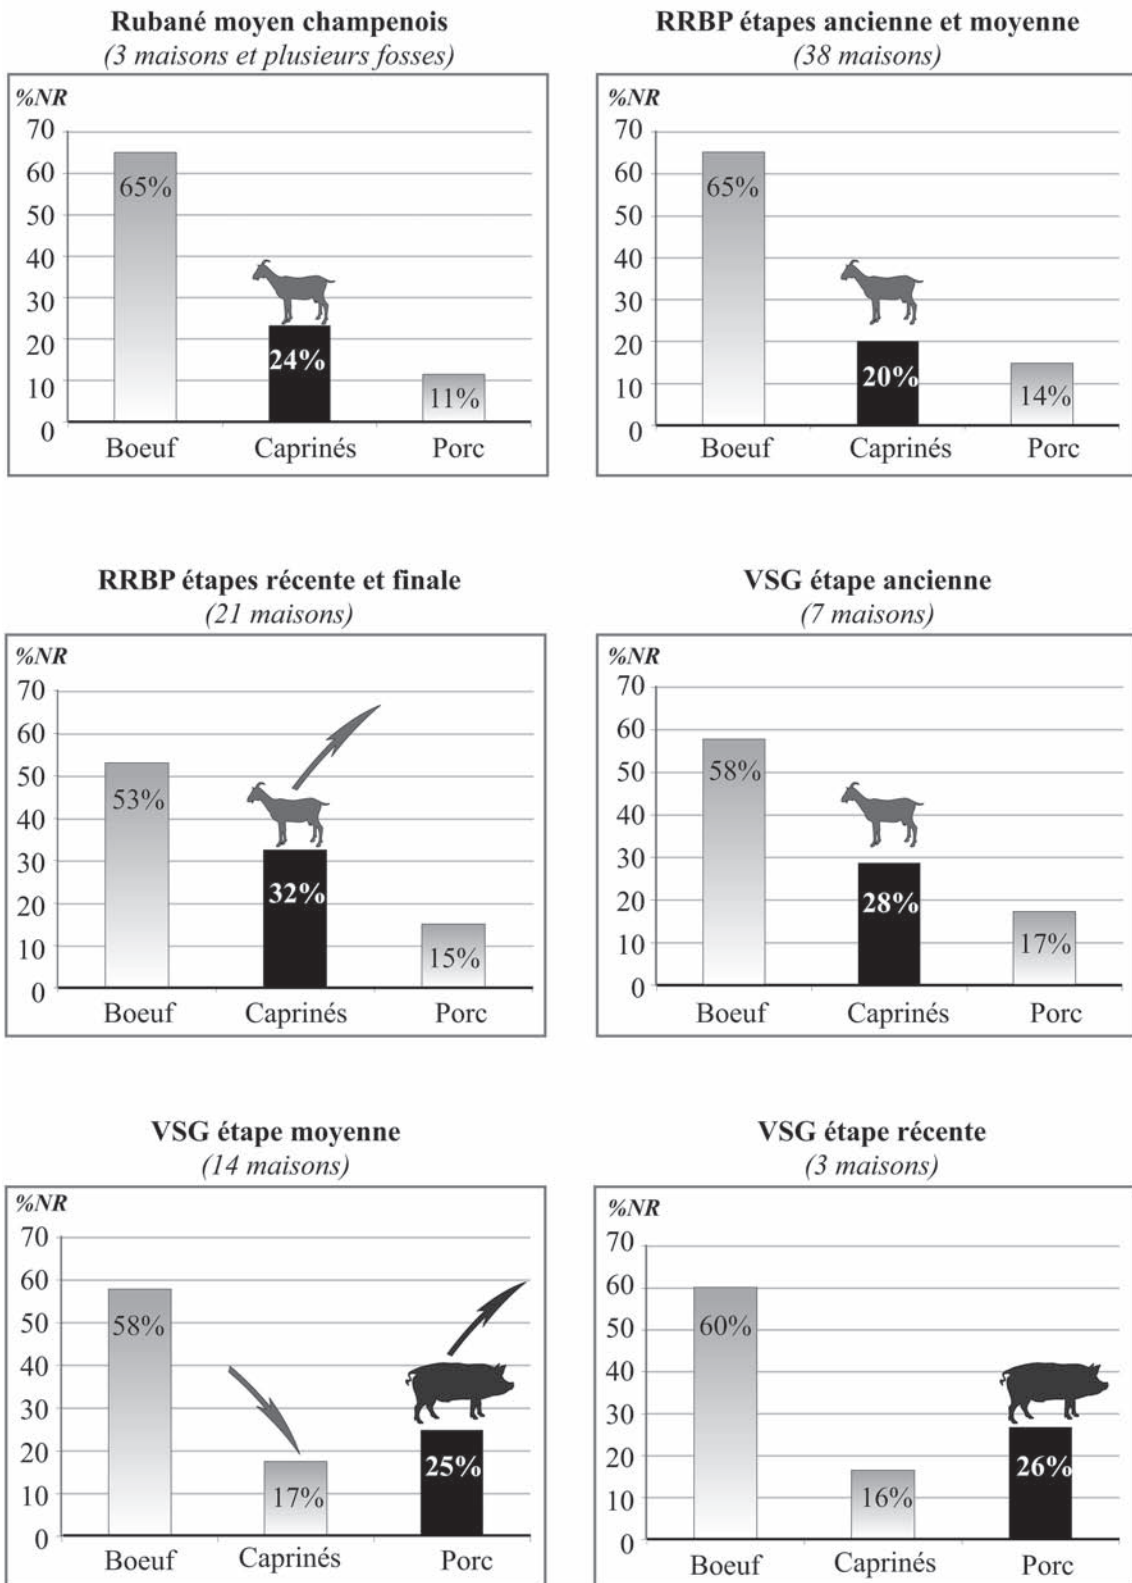 Rubané moyen champenois
(3 maisons et plusieurs fosses)
%NR
70
60
50
40
30
20
10
0
65%
24%
11%
Boeuf Caprinés Porc
RRBP étapes ancienne et moyenne
(38 maisons)
%NR
70
60
50
40
30
20
10
0
65%
20%
14%
Boeuf Caprinés Porc
RRBP étapes récente et finale
(21 maisons)
%NR
70
60
50
40
30
20
10
0
53%
32%
15%
Boeuf Caprinés Porc
VSG étape ancienne
(7 maisons)
%NR
70
60
50
40
30
20
10
0
58%
28%
17%
Boeuf Caprinés Porc
VSG étape moyenne
(14 maisons)
%NR
70
60
50
40
30
20
10
0
58%
17%
25%
Boeuf Caprinés Porc
VSG étape récente
(3 maisons)
%NR
70
60
50
40
30
20
10
0
60%
16%
26%
Boeuf Caprinés Porc